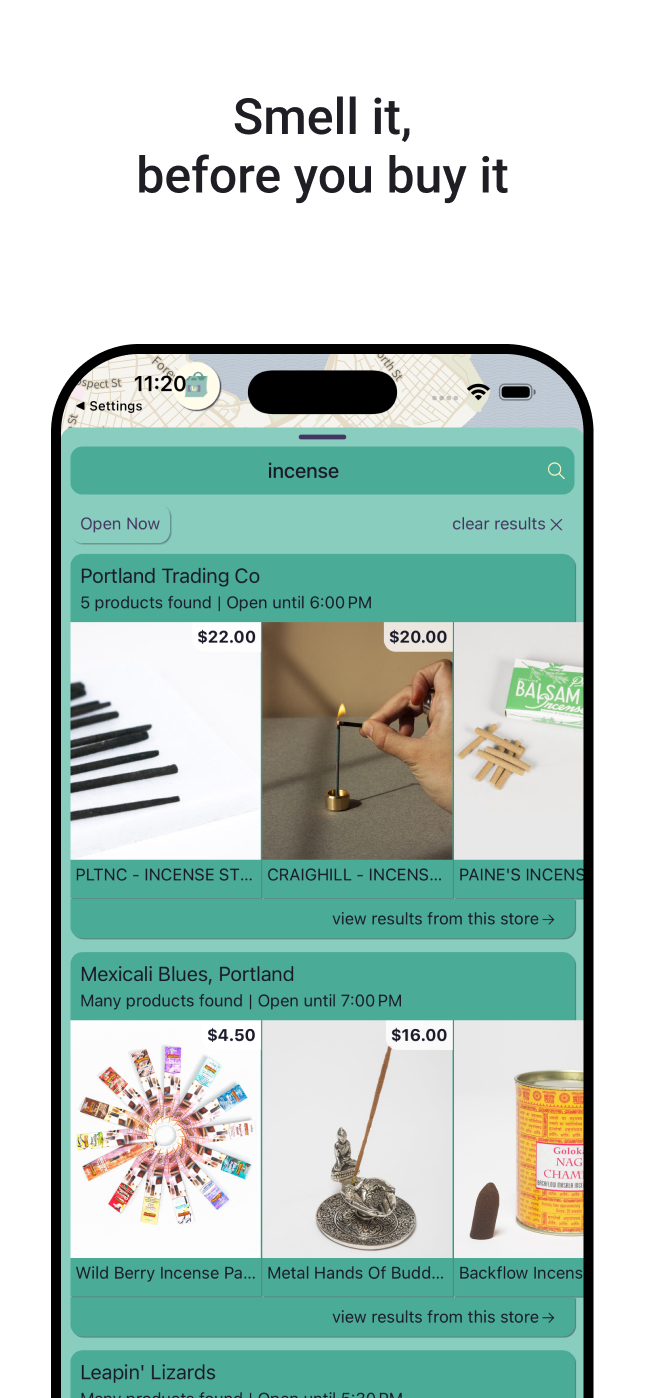 Smell it,
before you buy it
11:20
◀ Settings
incense
Open Now
clear results
Portland Trading Co
5 products found | Open until 6:00 PM
$22.00
$20.00
BALSAM
Incense
PLTNC - INCENSE ST...
CRAIGHILL - INCENS...
PAINE'S INCENS
view results from this store→
Mexicali Blues, Portland
Many products found | Open until 7:00 PM
$4.50
$16.00
Goloka
NAG
CHAM
Wild Berry Incense Pa...
Metal Hands Of Budd...
Backflow Incens
view results from this store→
Leapin' Lizards
Many products found | Open until 5:30 PM